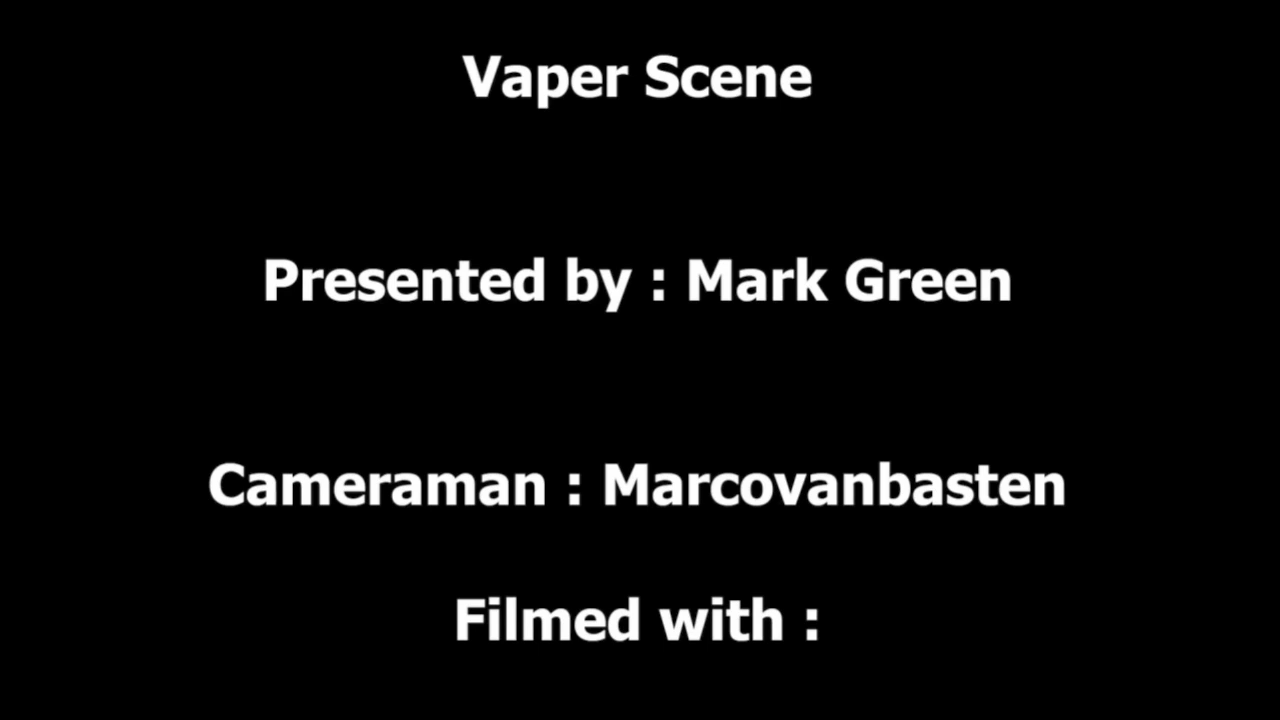 Vaper Scene
Presented by : Mark Green
Cameraman : Marcovanbasten
Filmed with :